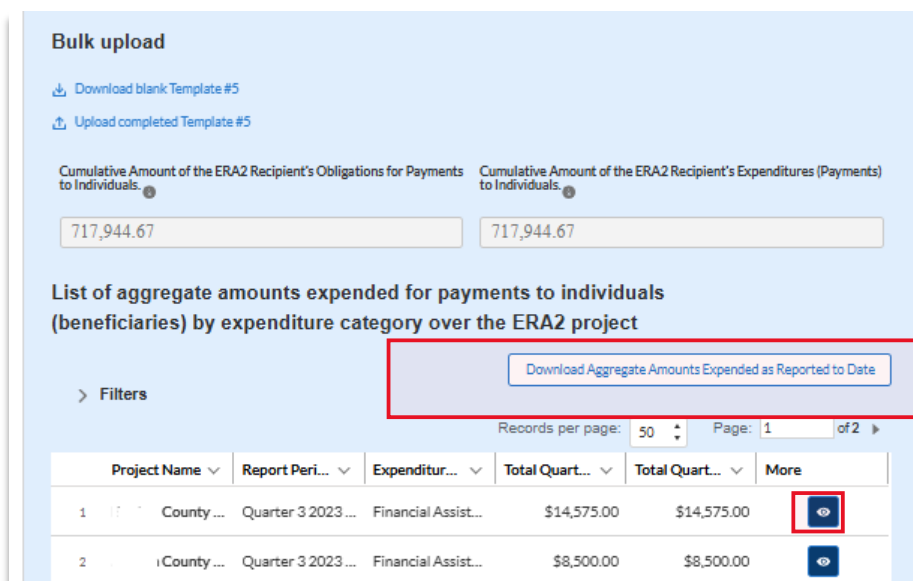 Bulk upload
Download blank Template #5
Upload completed Template #5
Cumulative Amount of the ERA2 Recipient's Obligations for Payments to Individuals.
Cumulative Amount of the ERA2 Recipient's Expenditures (Payments) to Individuals.
717,944.67
717,944.67
List of aggregate amounts expended for payments to individuals
(beneficiaries) by expenditure category over the ERA2 project
Download Aggregate Amounts Expended as Reported to Date
Filters
Records per page: 50 Page: 1 of 2
Project Name Report Peri... Expenditur... Total Quart... Total Quart... More
1 County ... Quarter 3 2023 ... Financial Assist... $14,575.00 $14,575.00
2 County ... Quarter 3 2023 ... Financial Assist... $8,500.00 $8,500.00